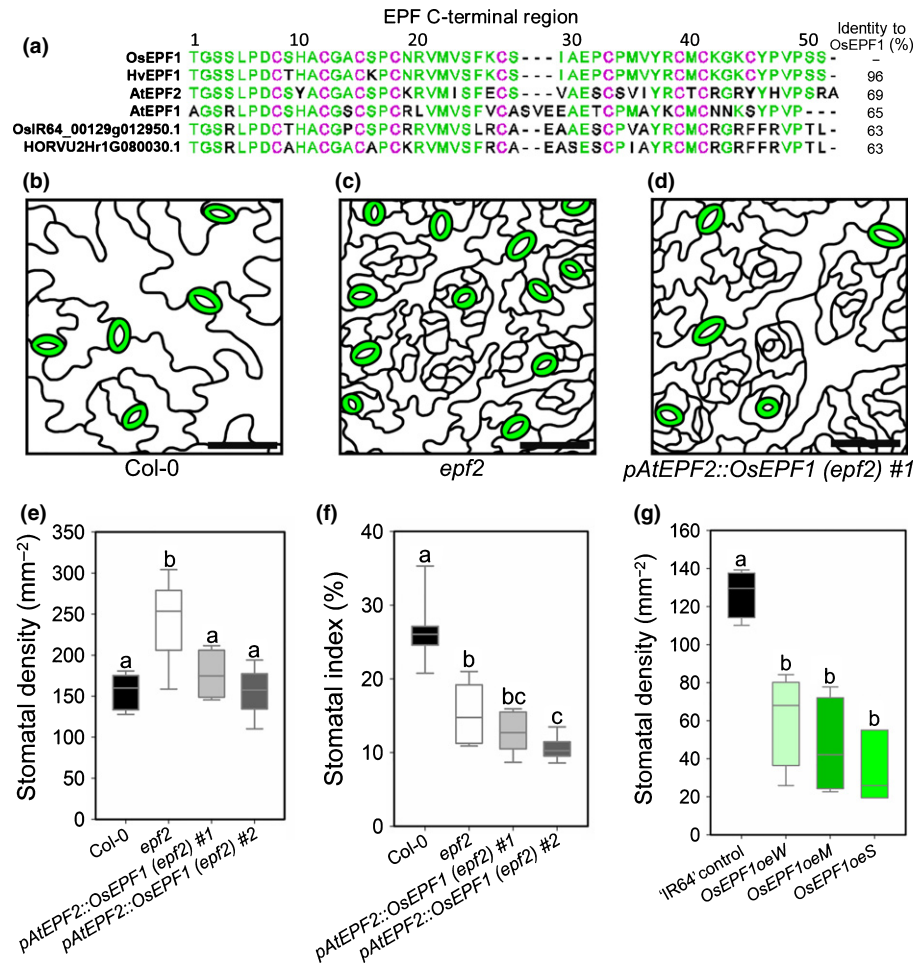 EPF C-terminal region
(a)
1 10 20 30 40 50 Identity to OsEPF1 (%)
OsEPF1 TGSSLPDCSHACGACSPCNRVMVSFKCS---IAEPCPMVYRCMCKGKCYPVPSS- –
HvEPF1 TGSSLPDCTHACGACKPCNRVMVSFKCS---IAEPCPMVYRCMCKGKCYPVPSS- 96
AtEPF2 TGSSLPDCSYACGACSPCKRVMISFECS---VAESCSVIYRCTCRGRYYHVPSRA 69
AtEPF1 AGSRLPDCSHACGSCSPCRLVMVSFVCASVEEAETCPMAYKCMCNNKSYPVP--- 65
OsIR64_00129g012950.1 TGSRLPDCTHACGPCSPCRRVMVSLRCA--EAAESCPVAYRCMCRGRFFRVPTL- 63
HORVU2Hr1G080030.1 TGSRLPDCAHACGACAPCKRVMVSFRCA--EASESCPIAYRCMCRGRFFRVPTL- 63
(b) (c) (d)
Col-0 epf2 pAtEPF2::OsEPF1 (epf2) #1
(e)
Stomatal density (mm−2)
350
300
250
200
150
100
50
0
a b a a
Col-0 epf2 pAtEPF2::OsEPF1 (epf2) #1 pAtEPF2::OsEPF1 (epf2) #2
(f)
Stomatal index (%)
40
30
20
10
0
a b bc c
Col-0 epf2 pAtEPF2::OsEPF1 (epf2) #1 pAtEPF2::OsEPF1 (epf2) #2
(g)
Stomatal density (mm−2)
160
140
120
100
80
60
40
20
0
a b b b
‘IR64’ control OsEPF1oeW OsEPF1oeM OsEPF1oeS